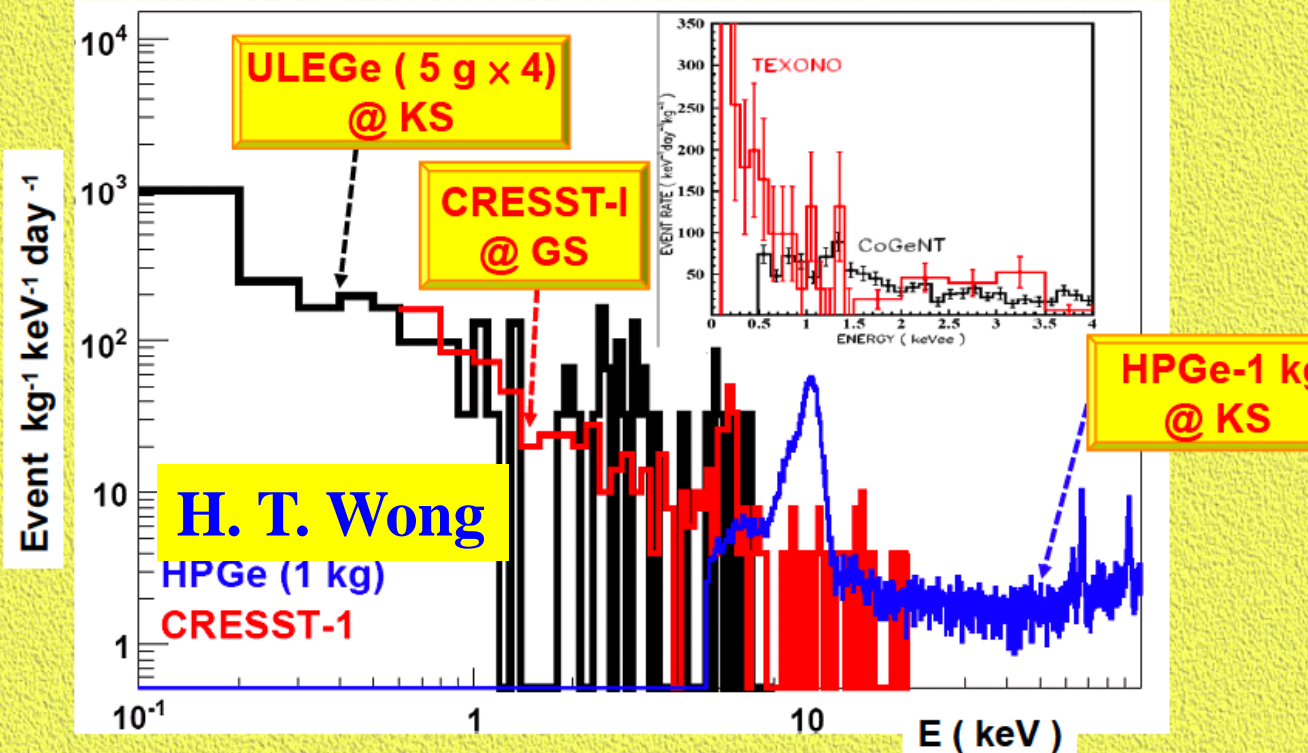 Event kg⁻¹ keV⁻¹ day ⁻¹
10⁴
10³
10²
10
1
ULEGe ( 5 g × 4)
@ KS
CRESST-I
@ GS
H. T. Wong
HPGe (1 kg)
CRESST-1
EVENT RATE ( keV⁻¹day⁻¹kg⁻¹ )
350
300
250
200
150
100
50
TEXONO
CoGeNT
0 0.5 1 1.5 2 2.5 3 3.5 4
ENERGY ( keVee )
HPGe-1 kg
@ KS
10⁻¹ 1 10
E ( keV )